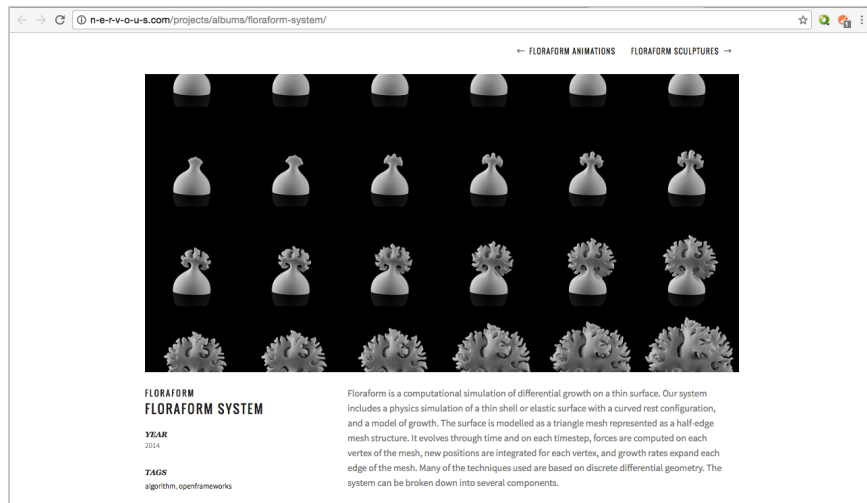 n-e-r-v-o-u-s.com/projects/albums/floraform-system/
← FLORAFORM ANIMATIONS FLORAFORM SCULPTURES →
FLORAFORM
FLORAFORM SYSTEM
YEAR
2014
TAGS
algorithm, openframeworks
Floraform is a computational simulation of differential growth on a thin surface. Our system
includes a physics simulation of a thin shell or elastic surface with a curved rest configuration,
and a model of growth. The surface is modelled as a triangle mesh represented as a half-edge
mesh structure. It evolves through time and on each timestep, forces are computed on each
vertex of the mesh, new positions are integrated for each vertex, and growth rates expand each
edge of the mesh. Many of the techniques used are based on discrete differential geometry. The
system can be broken down into several components.